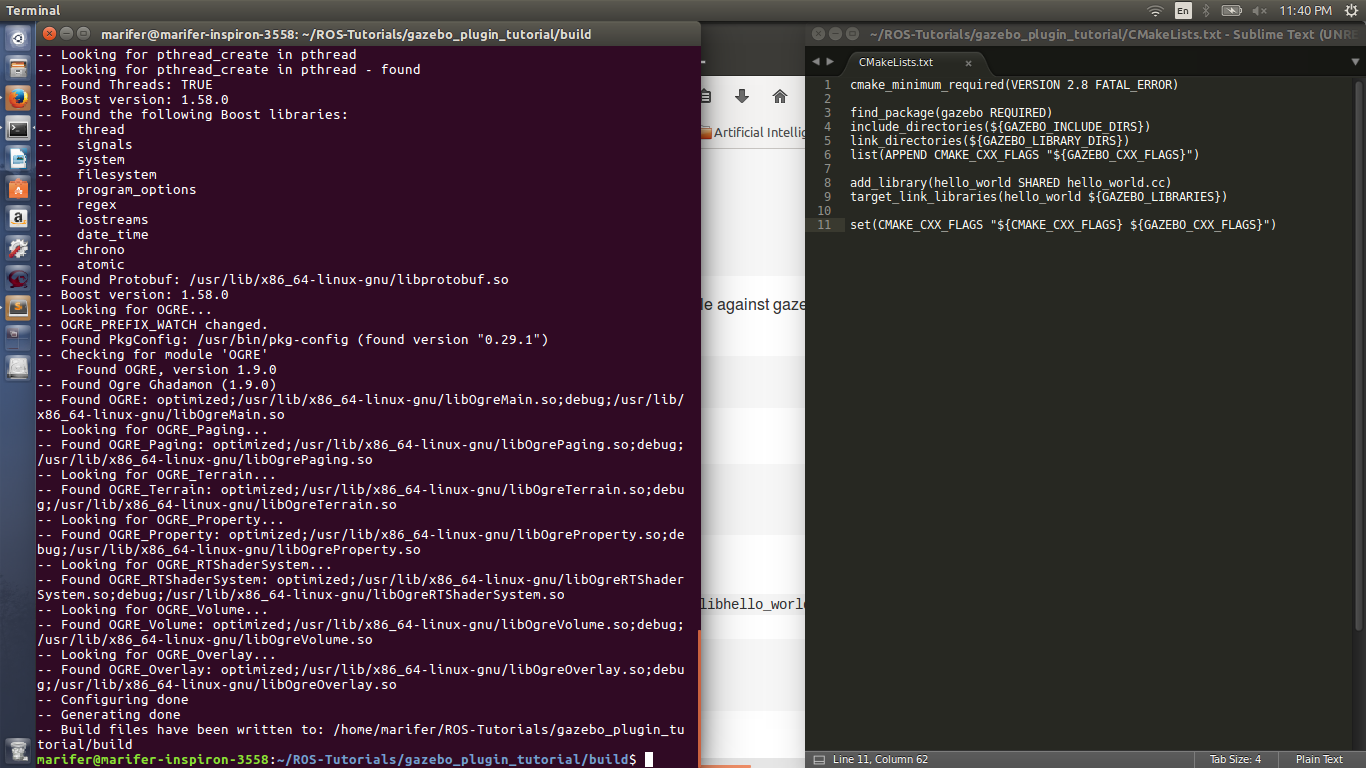 Terminal
En
11:40 PM
marifer@marifer-inspiron-3558: ~/ROS-Tutorials/gazebo_plugin_tutorial/build
-- Looking for pthread_create in pthread
-- Looking for pthread_create in pthread - found
-- Found Threads: TRUE
-- Boost version: 1.58.0
-- Found the following Boost libraries:
--   thread
--   signals
--   system
--   filesystem
--   program_options
--   regex
--   iostreams
--   date_time
--   chrono
--   atomic
-- Found Protobuf: /usr/lib/x86_64-linux-gnu/libprotobuf.so
-- Boost version: 1.58.0
-- Looking for OGRE...
-- OGRE_PREFIX_WATCH changed.
-- Found PkgConfig: /usr/bin/pkg-config (found version "0.29.1")
-- Checking for module 'OGRE'
--   Found OGRE, version 1.9.0
-- Found Ogre Ghadamon (1.9.0)
-- Found OGRE: optimized;/usr/lib/x86_64-linux-gnu/libOgreMain.so;debug;/usr/lib/
x86_64-linux-gnu/libOgreMain.so
-- Looking for OGRE_Paging...
-- Found OGRE_Paging: optimized;/usr/lib/x86_64-linux-gnu/libOgrePaging.so;debug;
/usr/lib/x86_64-linux-gnu/libOgrePaging.so
-- Looking for OGRE_Terrain...
-- Found OGRE_Terrain: optimized;/usr/lib/x86_64-linux-gnu/libOgreTerrain.so;debu
g;/usr/lib/x86_64-linux-gnu/libOgreTerrain.so
-- Looking for OGRE_Property...
-- Found OGRE_Property: optimized;/usr/lib/x86_64-linux-gnu/libOgreProperty.so;de
bug;/usr/lib/x86_64-linux-gnu/libOgreProperty.so
-- Looking for OGRE_RTShaderSystem...
-- Found OGRE_RTShaderSystem: optimized;/usr/lib/x86_64-linux-gnu/libOgreRTShader
System.so;debug;/usr/lib/x86_64-linux-gnu/libOgreRTShaderSystem.so
-- Looking for OGRE_Volume...
-- Found OGRE_Volume: optimized;/usr/lib/x86_64-linux-gnu/libOgreVolume.so;debug;
/usr/lib/x86_64-linux-gnu/libOgreVolume.so
-- Looking for OGRE_Overlay...
-- Found OGRE_Overlay: optimized;/usr/lib/x86_64-linux-gnu/libOgreOverlay.so;debu
g;/usr/lib/x86_64-linux-gnu/libOgreOverlay.so
-- Configuring done
-- Generating done
-- Build files have been written to: /home/marifer/ROS-Tutorials/gazebo_plugin_tu
torial/build
marifer@marifer-inspiron-3558:~/ROS-Tutorials/gazebo_plugin_tutorial/build$
Artificial Intellig
le against gaze
libhello_worl
~/ROS-Tutorials/gazebo_plugin_tutorial/CMakeLists.txt - Sublime Text (UNRE
CMakeLists.txt
1 cmake_minimum_required(VERSION 2.8 FATAL_ERROR)
2
3 find_package(gazebo REQUIRED)
4 include_directories(${GAZEBO_INCLUDE_DIRS})
5 link_directories(${GAZEBO_LIBRARY_DIRS})
6 list(APPEND CMAKE_CXX_FLAGS "${GAZEBO_CXX_FLAGS}")
7
8 add_library(hello_world SHARED hello_world.cc)
9 target_link_libraries(hello_world ${GAZEBO_LIBRARIES})
10
11 set(CMAKE_CXX_FLAGS "${CMAKE_CXX_FLAGS} ${GAZEBO_CXX_FLAGS}")
Line 11, Column 62
Tab Size: 4
Plain Text